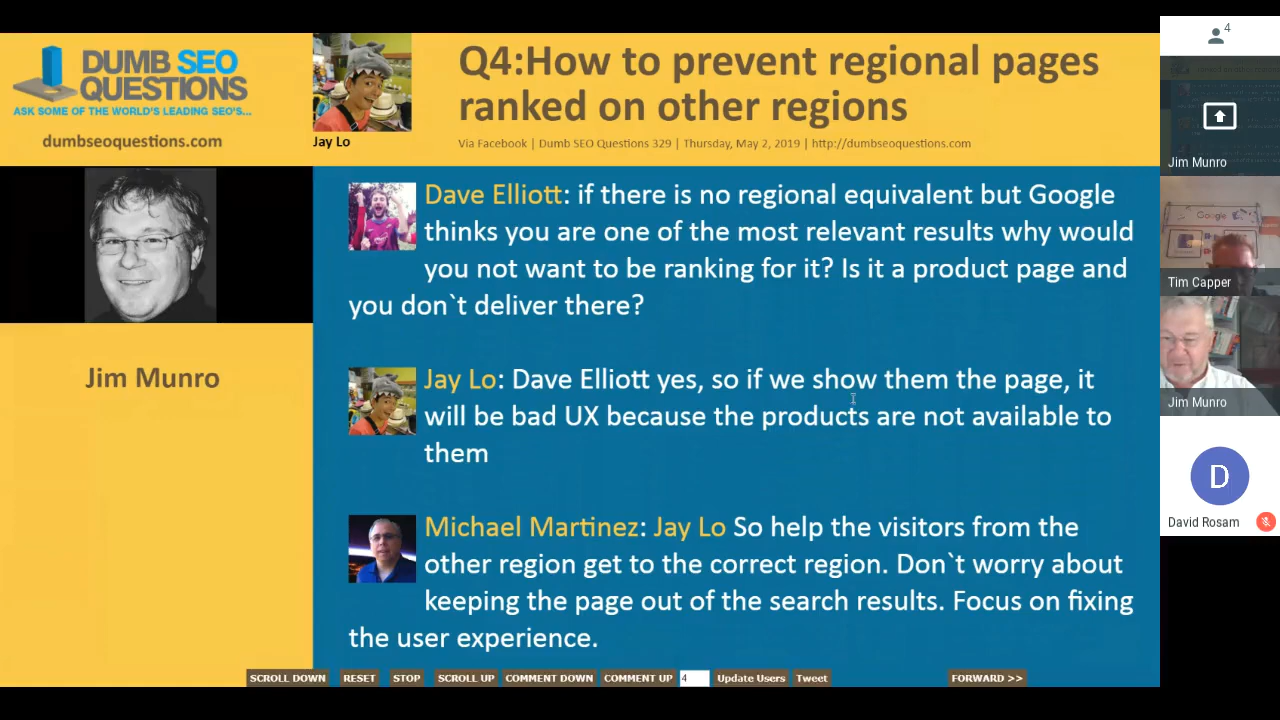 DUMB SEO
QUESTIONS
ASK SOME OF THE WORLD'S LEADING SEO'S...
dumbseoquestions.com
Jay Lo
Q4:How to prevent regional pages
ranked on other regions
Via Facebook | Dumb SEO Questions 329 | Thursday, May 2, 2019 | http://dumbseoquestions.com
Jim Munro
Dave Elliott: if there is no regional equivalent but Google
thinks you are one of the most relevant results why would
you not want to be ranking for it? Is it a product page and
you don`t deliver there?
Jay Lo: Dave Elliott yes, so if we show them the page, it
will be bad UX because the products are not available to
them
Michael Martinez: Jay Lo So help the visitors from the
other region get to the correct region. Don`t worry about
keeping the page out of the search results. Focus on fixing
the user experience.
SCROLL DOWN RESET STOP SCROLL UP COMMENT DOWN COMMENT UP 4 Update Users Tweet FORWARD >>
4
Jim Munro
Google
Tim Capper
Jim Munro
D
David Rosam